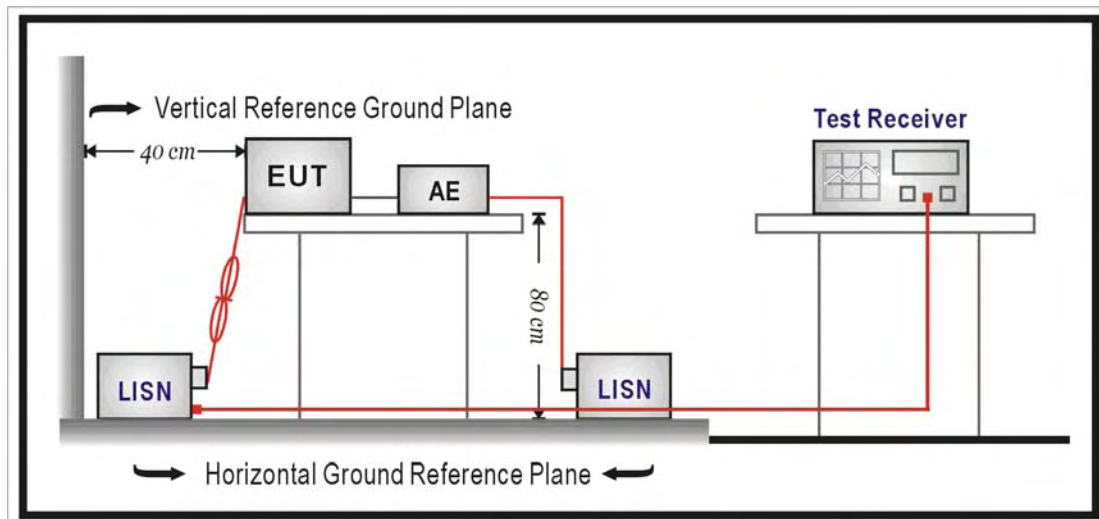 Vertical Reference Ground Plane
Test Receiver
40 cm
EUT
AE
80 cm
LISN
LISN
Horizontal Ground Reference Plane